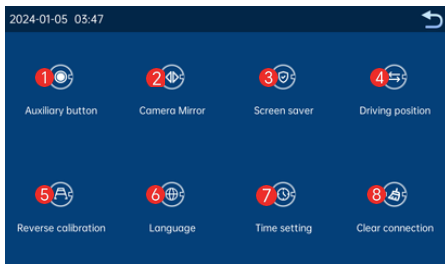 2024-01-05 03:47
1 2 3 4
Auxiliary button Camera Mirror Screen saver Driving position
5 6 7 8
Reverse calibration Language Time setting Clear connection